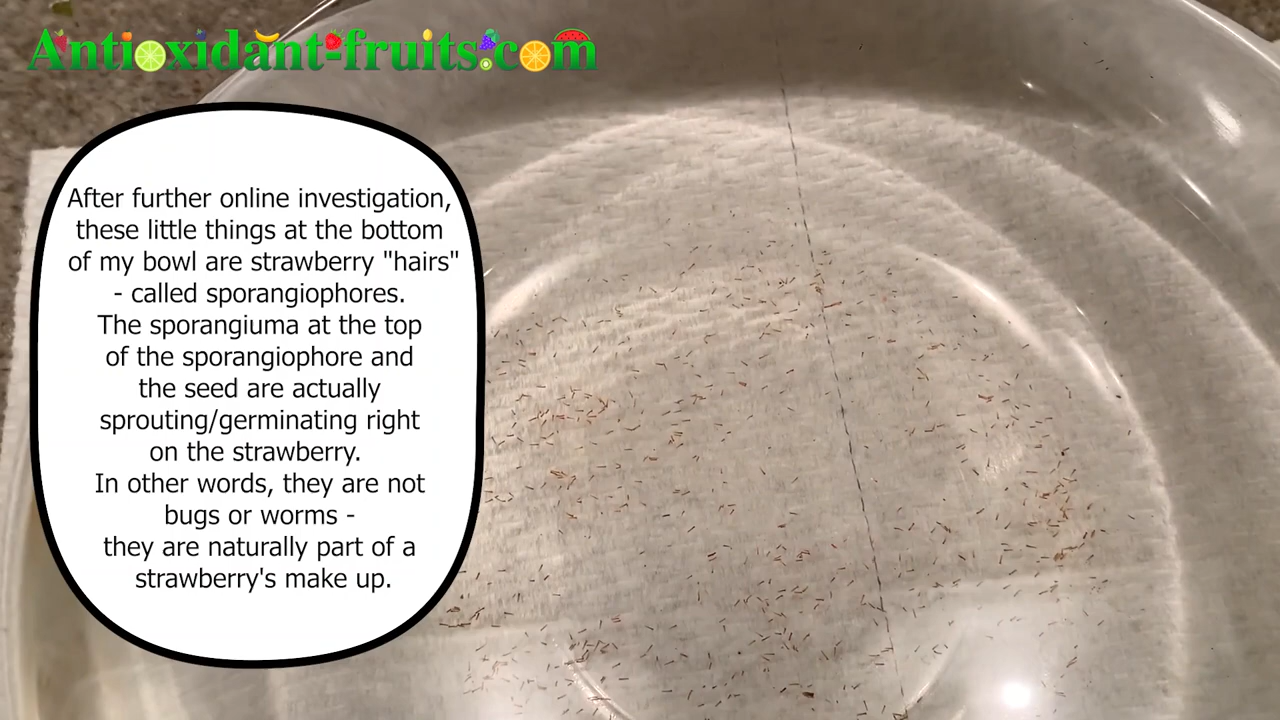 Antioxidant-fruits.com
After further online investigation,
these little things at the bottom
of my bowl are strawberry "hairs"
- called sporangiophores.
The sporangiuma at the top
of the sporangiophore and
the seed are actually
sprouting/germinating right
on the strawberry.
In other words, they are not
bugs or worms -
they are naturally part of a
strawberry's make up.